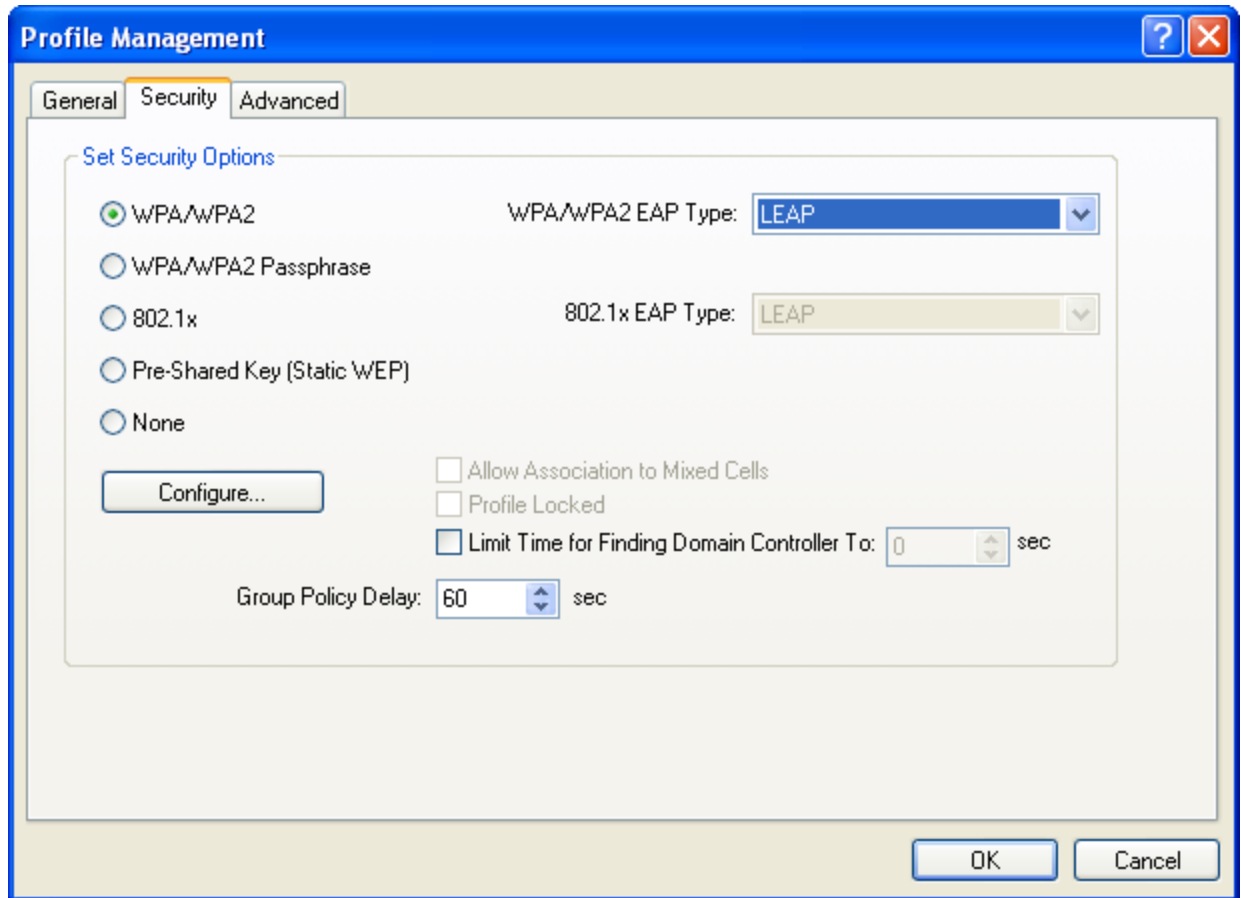 Profile Management
General Security Advanced
Set Security Options
WPA/WPA2 WPA/WPA2 EAP Type: LEAP
WPA/WPA2 Passphrase
802.1x 802.1x EAP Type: LEAP
Pre-Shared Key (Static WEP)
None
Allow Association to Mixed Cells
Configure...
Profile Locked
Limit Time for Finding Domain Controller To: 0 sec
Group Policy Delay: 60 sec
OK Cancel